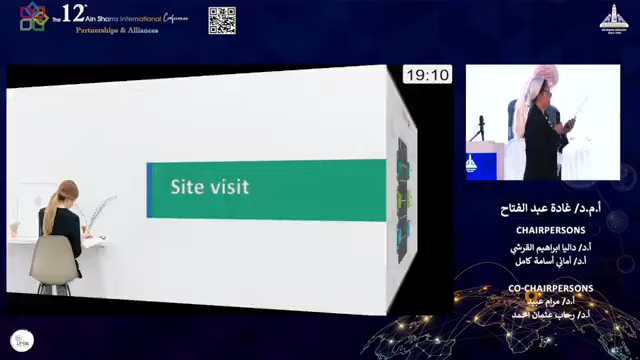 The 12th Ain Shams International Conference
Partnerships & Alliances
19:10
Site visit
أ.م.د/ غادة عبد الفتاح
CHAIRPERSONS
أ.د/ داليا ابراهيم القرشي
أ.د/ أماني أسامة كامل
CO-CHAIRPERSONS
أ.د/ مرام عبيد
أ.د/ رحاب عثمان احمد